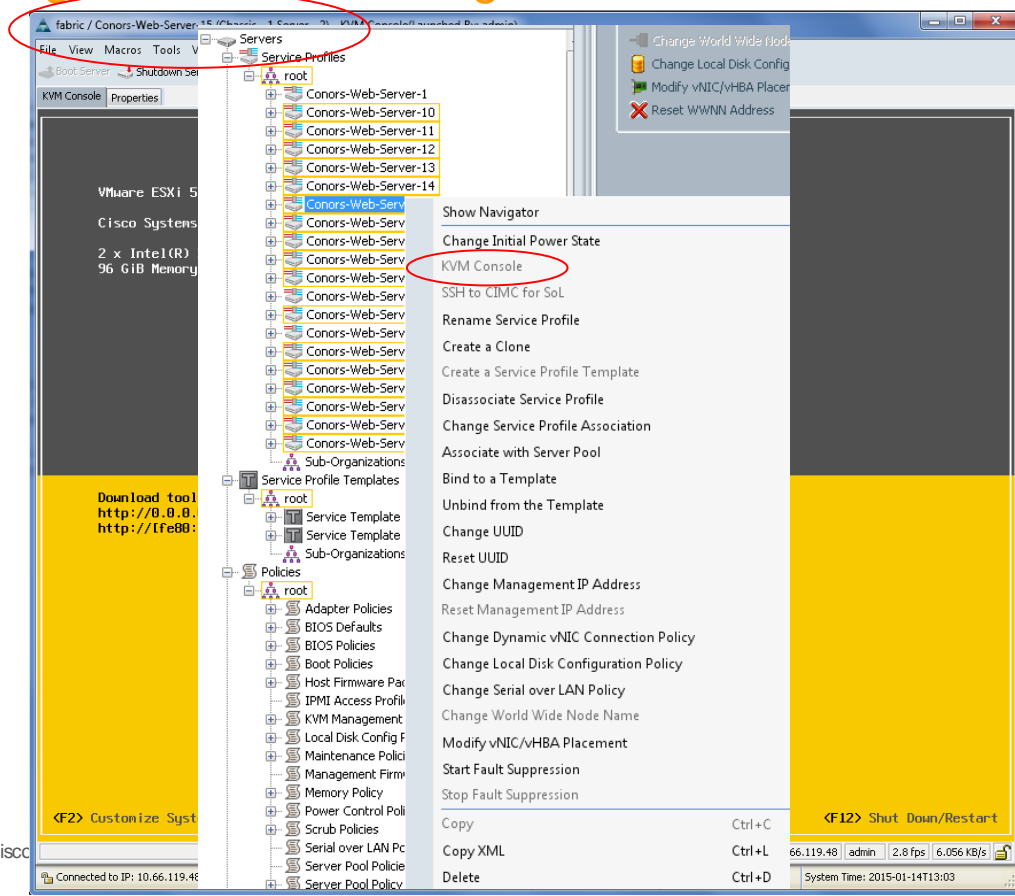 fabric / Conors-Web-Server-15 (Chassis - 1 Server - 2) - KVM Console(Launched By: admin)
File View Macros Tools V
Boot Server Shutdown Ser
KVM Console Properties
VMware ESXi 5
Cisco Systems
2 x Intel(R)
96 GiB Memory
Download tool
http://0.0.0.
http://[fe80:
<F2> Customize Syst
<F12> Shut Down/Restart
Servers
Service Profiles
root
Conors-Web-Server-1
Conors-Web-Server-10
Conors-Web-Server-11
Conors-Web-Server-12
Conors-Web-Server-13
Conors-Web-Server-14
Conors-Web-Serv
Conors-Web-Serv
Conors-Web-Serv
Conors-Web-Serv
Conors-Web-Serv
Conors-Web-Serv
Conors-Web-Serv
Conors-Web-Serv
Conors-Web-Serv
Conors-Web-Serv
Conors-Web-Serv
Conors-Web-Serv
Conors-Web-Serv
Conors-Web-Serv
Sub-Organizations
Service Profile Templates
root
Service Template
Service Template
Sub-Organizations
Policies
root
Adapter Policies
BIOS Defaults
BIOS Policies
Boot Policies
Host Firmware Pac
IPMI Access Profile
KVM Management
Local Disk Config P
Maintenance Polici
Management Firmw
Memory Policy
Power Control Poli
Scrub Policies
Serial over LAN Po
Server Pool Policie
Server Pool Policy
Change World Wide Nod
Change Local Disk Config
Modify vNIC/vHBA Placer
Reset WWNN Address
Show Navigator
Change Initial Power State
KVM Console
SSH to CIMC for SoL
Rename Service Profile
Create a Clone
Create a Service Profile Template
Disassociate Service Profile
Change Service Profile Association
Associate with Server Pool
Bind to a Template
Unbind from the Template
Change UUID
Reset UUID
Change Management IP Address
Reset Management IP Address
Change Dynamic vNIC Connection Policy
Change Local Disk Configuration Policy
Change Serial over LAN Policy
Change World Wide Node Name
Modify vNIC/vHBA Placement
Start Fault Suppression
Stop Fault Suppression
Copy Ctrl+C
Copy XML Ctrl+L
Delete Ctrl+D
isco
66.119.48 admin 2.8 fps 6.056 KB/s
Connected to IP: 10.66.119.48
System Time: 2015-01-14T13:03